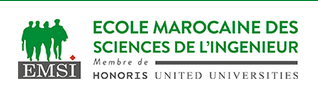 ECOLE MAROCAINE DES
SCIENCES DE L'INGENIEUR
EMSI
Membre de
HONORIS UNITED UNIVERSITIES